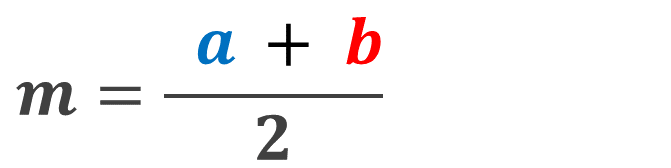 a + b
m =
2